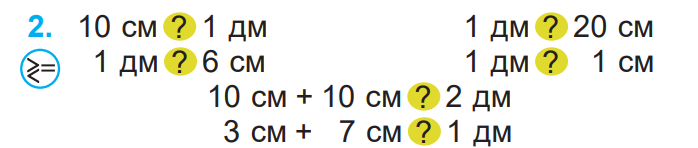 2. 10 см ? 1 дм 1 дм ? 20 см
⋛= 1 дм ? 6 см 1 дм ? 1 см
10 см + 10 см ? 2 дм
3 см + 7 см ? 1 дм